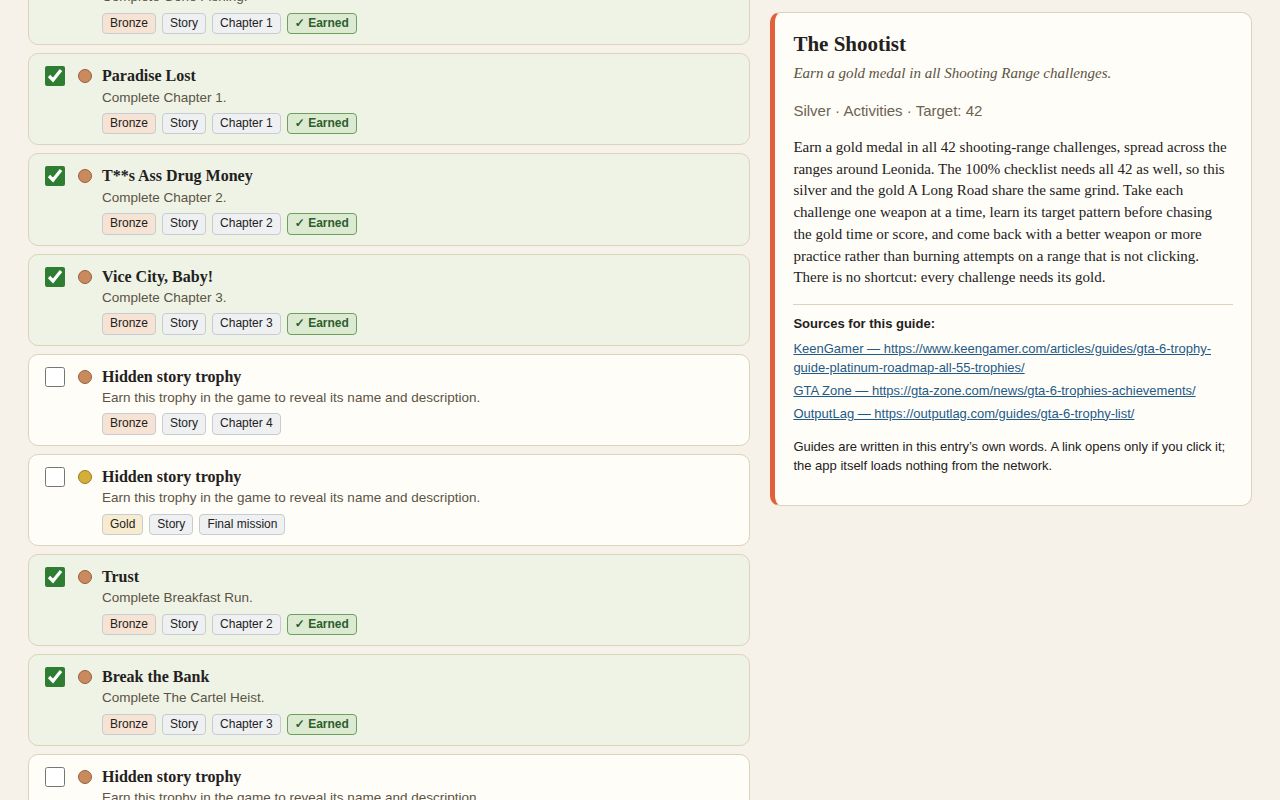 Bronze Story Chapter 1 ✓ Earned
Paradise Lost
Complete Chapter 1.
Bronze Story Chapter 1 ✓ Earned
T**s Ass Drug Money
Complete Chapter 2.
Bronze Story Chapter 2 ✓ Earned
Vice City, Baby!
Complete Chapter 3.
Bronze Story Chapter 3 ✓ Earned
Hidden story trophy
Earn this trophy in the game to reveal its name and description.
Bronze Story Chapter 4
Hidden story trophy
Earn this trophy in the game to reveal its name and description.
Gold Story Final mission
Trust
Complete Breakfast Run.
Bronze Story Chapter 2 ✓ Earned
Break the Bank
Complete The Cartel Heist.
Bronze Story Chapter 3 ✓ Earned
Hidden story trophy
Earn this trophy in the game to reveal its name and description.
The Shootist
Earn a gold medal in all Shooting Range challenges.
Silver · Activities · Target: 42
Earn a gold medal in all 42 shooting-range challenges, spread across the
ranges around Leonida. The 100% checklist needs all 42 as well, so this
silver and the gold A Long Road share the same grind. Take each
challenge one weapon at a time, learn its target pattern before chasing
the gold time or score, and come back with a better weapon or more
practice rather than burning attempts on a range that is not clicking.
There is no shortcut: every challenge needs its gold.
Sources for this guide:
KeenGamer — https://www.keengamer.com/articles/guides/gta-6-trophy-
guide-platinum-roadmap-all-55-trophies/
GTA Zone — https://gta-zone.com/news/gta-6-trophies-achievements/
OutputLag — https://outputlag.com/guides/gta-6-trophy-list/
Guides are written in this entry's own words. A link opens only if you click it;
the app itself loads nothing from the network.